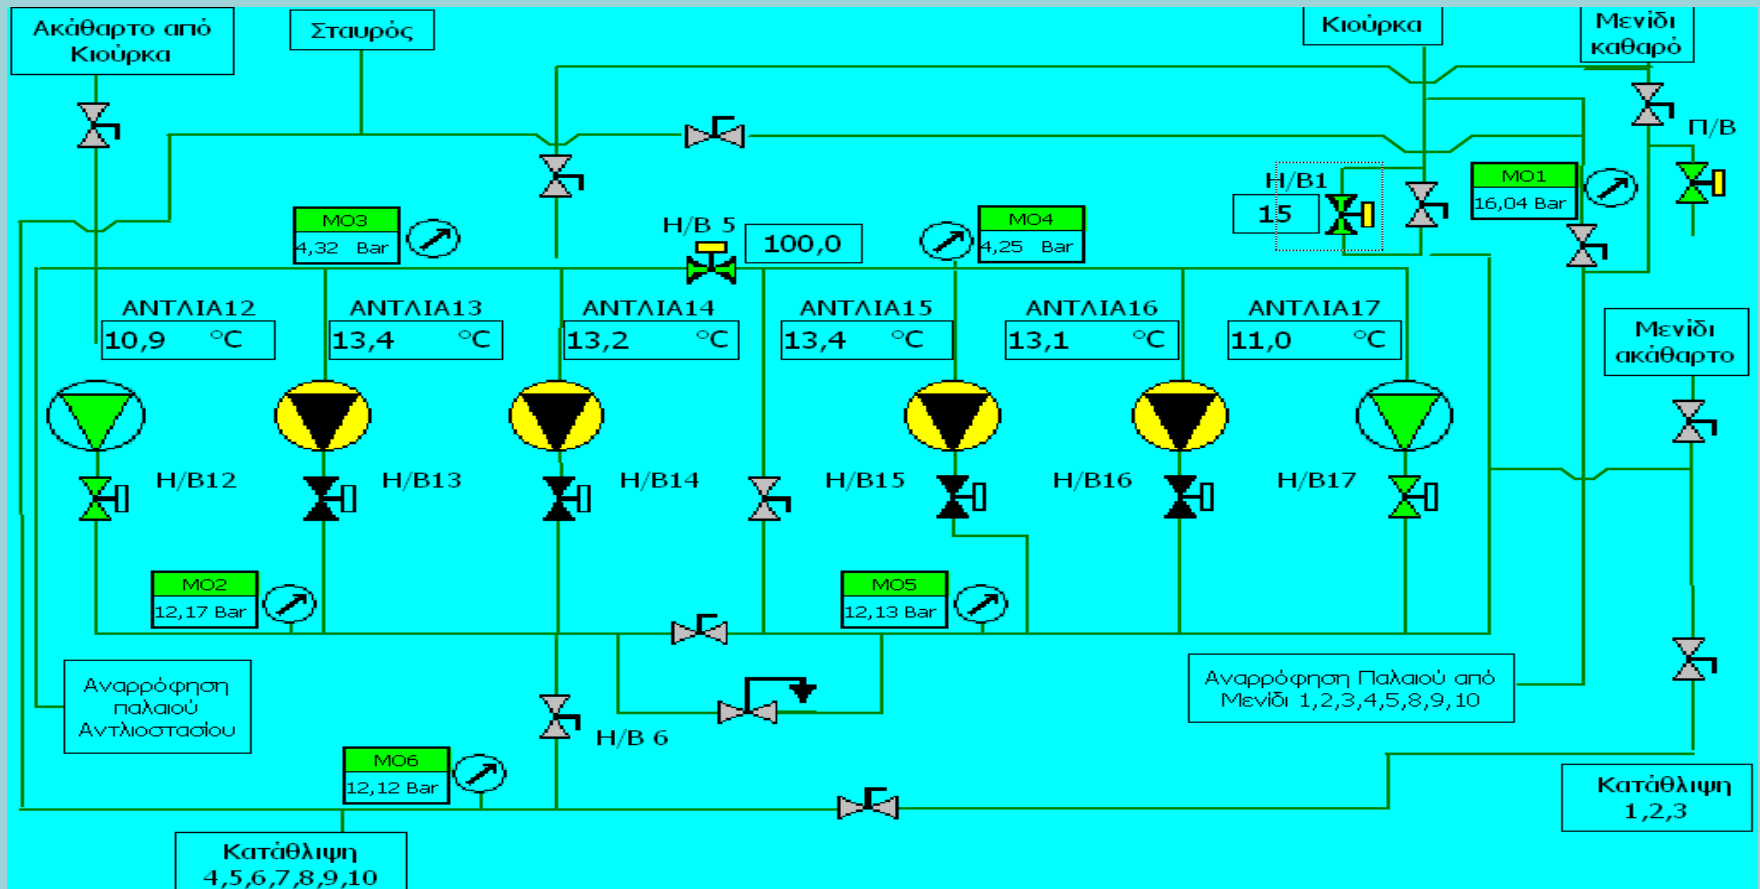 Ακάθαρτο από
Κιούρκα
Σταυρός
Κιούρκα
Μενίδι
καθαρό
Π/Β
Η/Β1
15
ΜΟ1
16,04 Bar
ΜΟ3
4,32 Bar
Η/Β 5
100,0
ΜΟ4
4,25 Bar
ΑΝΤΛΙΑ12
10,9 °C
ΑΝΤΛΙΑ13
13,4 °C
ΑΝΤΛΙΑ14
13,2 °C
ΑΝΤΛΙΑ15
13,4 °C
ΑΝΤΛΙΑ16
13,1 °C
ΑΝΤΛΙΑ17
11,0 °C
Μενίδι
ακάθαρτο
Η/Β12
Η/Β13
Η/Β14
Η/Β15
Η/Β16
Η/Β17
ΜΟ2
12,17 Bar
ΜΟ5
12,13 Bar
Αναρρόφηση
παλαιού
Αντλιοστασίου
Η/Β 6
Αναρρόφηση Παλαιού από
Μενίδι 1,2,3,4,5,8,9,10
ΜΟ6
12,12 Bar
Κατάθλιψη
1,2,3
Κατάθλιψη
4,5,6,7,8,9,10